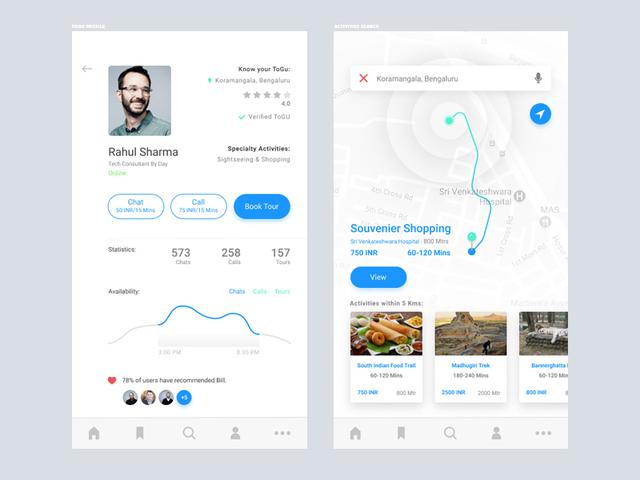 TOGU PROFILE
Know your ToGu:
Koramangala, Bengaluru
4.0
Verified ToGU
Rahul Sharma
Tech Consultant By Day
Online
Specialty Activities:
Sightseeing & Shopping
Chat
50 INR/15 Mins
Call
75 INR/15 Mins
Book Tour
Statistics:
573
Chats
258
Calls
157
Tours
Availability:
Chats
Calls
Tours
3:00 PM
8:30 PM
78% of users have recommended Bill.
+5
ACTIVITIES SEARCH
Koramangala, Bengaluru
4th Cross Rd
5th Cross Rd
Sri Venkateshwara
Hospital
H
MAS
1st Cross Rd
Souvenier Shopping
Sri Venkateshwara Hospital - 800 Mtrs
750 INR
60-120 Mins
View
Activities within 5 Kms:
South Indian Food Trail
60-120 Mins
750 INR
800 Mtr
Madhugiri Trek
180-240 Mins
2500 INR
2000 Mtr
Bannerghatta
60-120 Min
800 INR
8